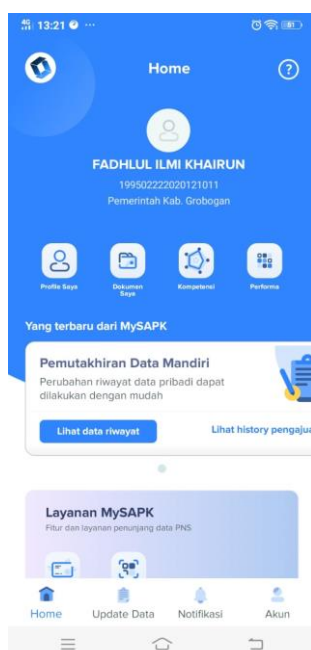 4G 13:21
Home
?
FADHLUL ILMI KHAIRUN
199502222020121011
Pemerintah Kab. Grobogan
Profile Saya
Dokumen Saya
Kompetensi
Performa
Yang terbaru dari MySAPK
Pemutakhiran Data Mandiri
Perubahan riwayat data pribadi dapat
dilakukan dengan mudah
Lihat data riwayat
Lihat history pengajua
Layanan MySAPK
Fitur dan layanan penunjang data PNS
Home
Update Data
Notifikasi
Akun